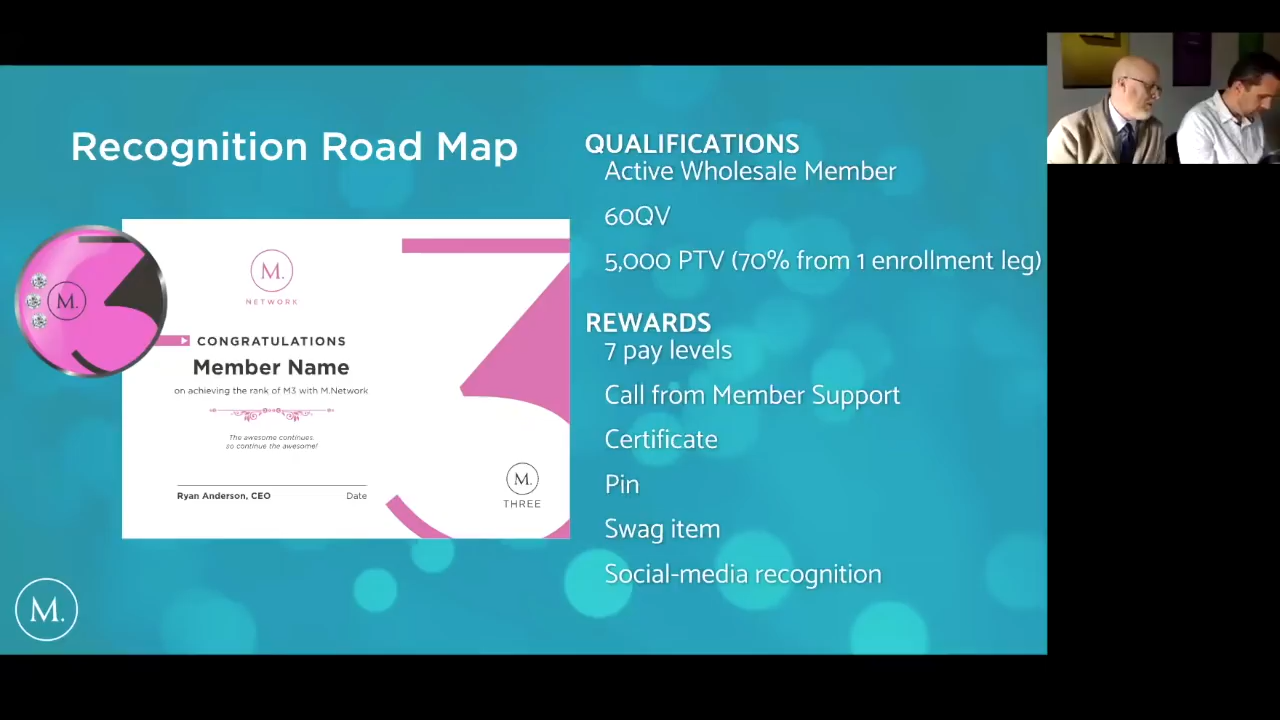 Recognition Road Map
M.
M.
NETWORK
CONGRATULATIONS
Member Name
on achieving the rank of M3 with M.Network
The awesome continues,
so continue the awesome!
Ryan Anderson, CEO
Date
M.
THREE
M.
QUALIFICATIONS
Active Wholesale Member
60QV
5,000 PTV (70% from 1 enrollment leg)
REWARDS
7 pay levels
Call from Member Support
Certificate
Pin
Swag item
Social-media recognition